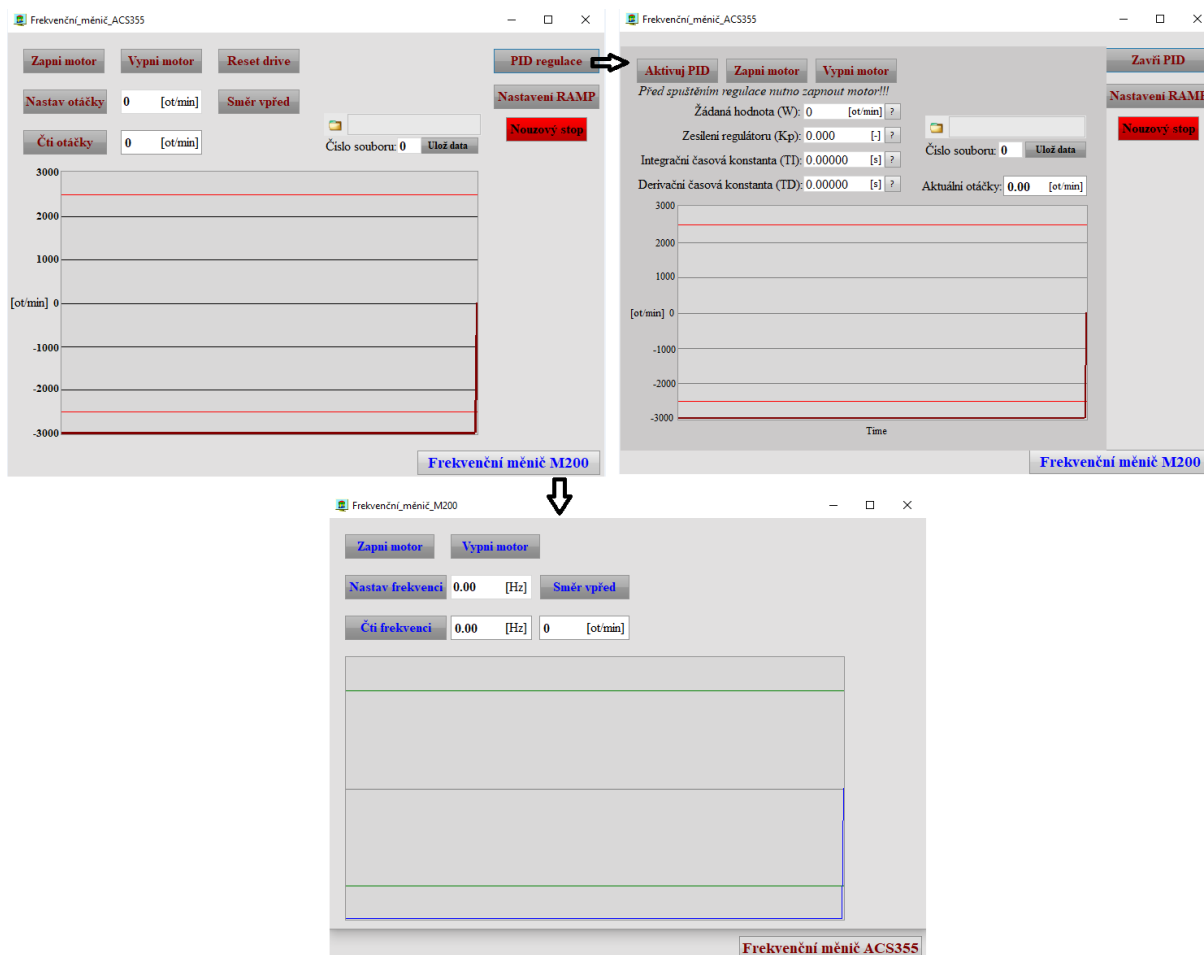 Frekvenční_měnič_ACS355
Zapni motor Vypni motor Reset drive PID regulace
Nastav otáčky 0 [ot/min] Směr vpřed Nastavení RAMP
Čti otáčky 0 [ot/min] Nouzový stop
Číslo souboru: 0 Ulož data
3000
2000
1000
[ot/min] 0
-1000
-2000
-3000
Frekvenční měnič M200
Frekvenční_měnič_ACS355
Aktivuj PID Zapni motor Vypni motor Zavři PID
Před spuštěním regulace nutno zapnout motor!!!
Nastavení RAMP
Žádaná hodnota (W): 0 [ot/min] ?
Nouzový stop
Zesílení regulátoru (Kp): 0.000 [-] ?
Číslo souboru: 0 Ulož data
Integrační časová konstanta (TI): 0.00000 [s] ?
Derivační časová konstanta (TD): 0.00000 [s] ? Aktuální otáčky: 0.00 [ot/min]
3000
2000
1000
[ot/min] 0
-1000
-2000
-3000
Time
Frekvenční měnič M200
Frekvenční_měnič_M200
Zapni motor Vypni motor
Nastav frekvenci 0.00 [Hz] Směr vpřed
Čti frekvenci 0.00 [Hz] 0 [ot/min]
Frekvenční měnič ACS355